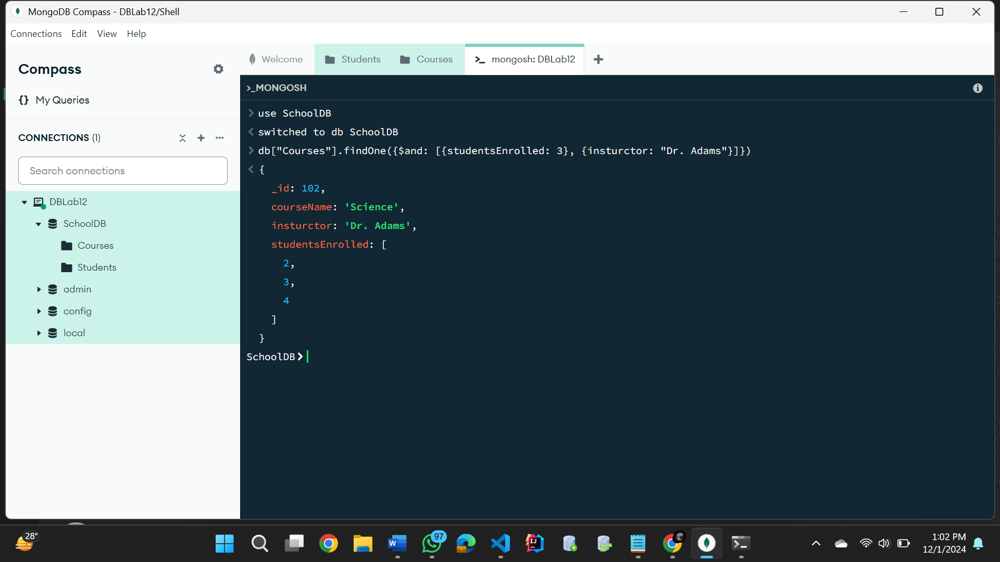 MongoDB Compass - DBLab12/Shell
Connections Edit View Help
Compass
My Queries
CONNECTIONS (1)
Search connections
DBLab12
SchoolDB
Courses
Students
admin
config
local
Welcome
Students
Courses
>_ mongosh: DBLab12
>_MONGOSH
> use SchoolDB
< switched to db SchoolDB
> db["Courses"].findOne({$and: [{studentsEnrolled: 3}, {insturctor: "Dr. Adams"}]})
< {
_id: 102,
courseName: 'Science',
insturctor: 'Dr. Adams',
studentsEnrolled: [
2,
3,
4
]
}
SchoolDB>
28°
97
1:02 PM
12/1/2024